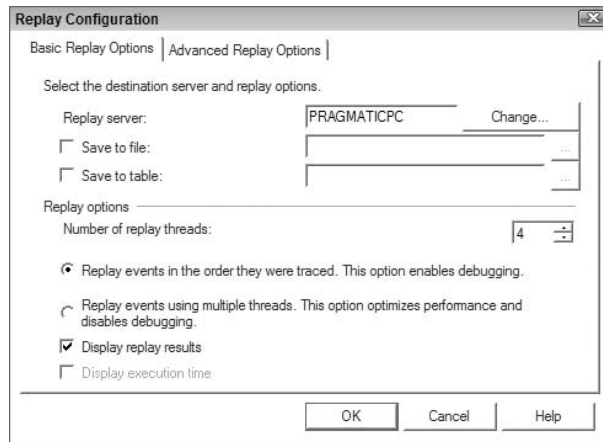 Replay Configuration
Basic Replay Options
Advanced Replay Options
Select the destination server and replay options.
Replay server:
PRAGMATICPC
Change...
Save to file:
...
Save to table:
...
Replay options
Number of replay threads:
4
Replay events in the order they were traced. This option enables debugging.
Replay events using multiple threads. This option optimizes performance and
disables debugging.
Display replay results
Display execution time
OK
Cancel
Help